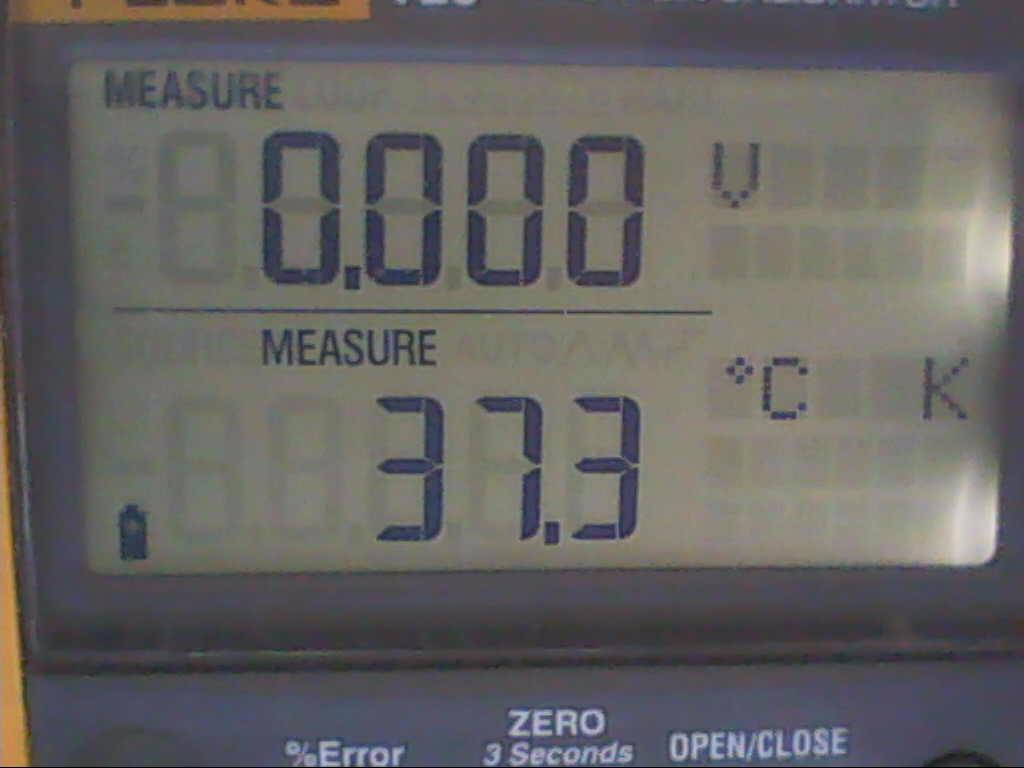 MEASURE
0.000 V
MEASURE
°C K
37.3
ZERO
%Error 3 Seconds OPEN/CLOSE